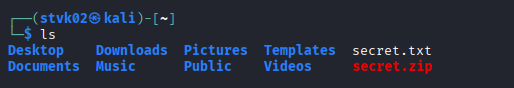 ┌──(stvk02㉿kali)-[~]
└─$ ls
Desktop    Downloads  Pictures  Templates  secret.txt
Documents  Music      Public    Videos     secret.zip